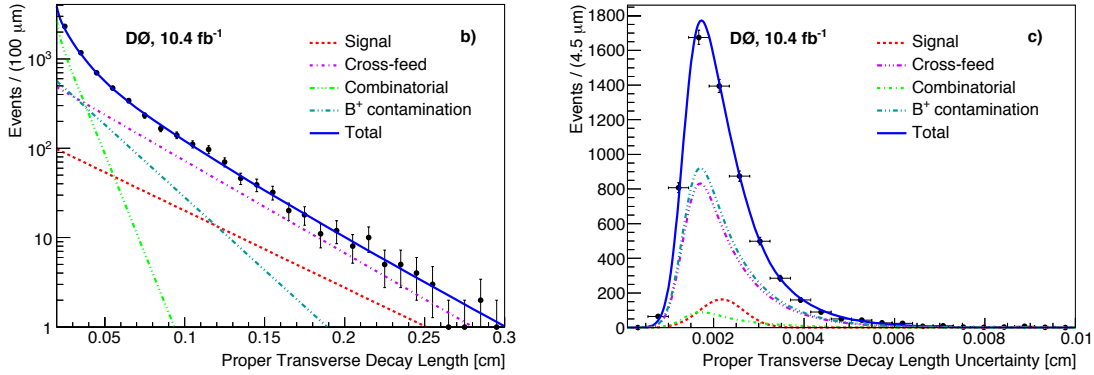 Events / (100 μm)
10³
10²
10
1
DØ, 10.4 fb⁻¹
b)
Signal
Cross-feed
Combinatorial
B⁺ contamination
Total
0.05 0.1 0.15 0.2 0.25 0.3
Proper Transverse Decay Length [cm]
Events / (4.5 μm)
1800
1600
1400
1200
1000
800
600
400
200
0
DØ, 10.4 fb⁻¹
c)
Signal
Cross-feed
Combinatorial
B⁺ contamination
Total
0 0.002 0.004 0.006 0.008 0.01
Proper Transverse Decay Length Uncertainty [cm]